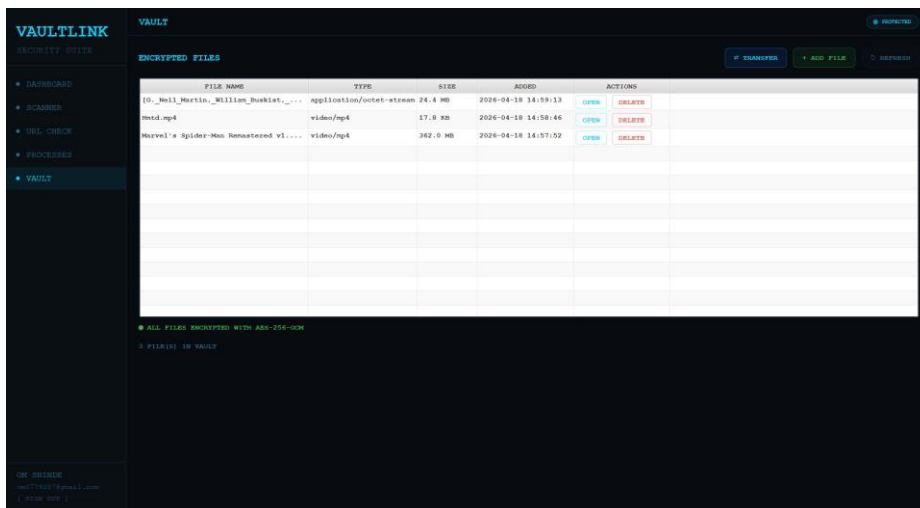 VAULTLINK
SECURITY SUITE
DASHBOARD
SCANNER
URL CHECK
PROCESSES
VAULT
VAULT
PROTECTED
ENCRYPTED FILES
⇄ TRANSFER
+ ADD FILE
REFRESH
FILE NAME TYPE SIZE ADDED ACTIONS
[G._Neil_Martin,_William_Buskist,_... application/octet-stream 24.4 MB 2026-04-18 14:59:13 OPEN DELETE
Hmtd.mp4 video/mp4 17.8 KB 2026-04-18 14:58:46 OPEN DELETE
Marvel's Spider-Man Remastered v1.... video/mp4 362.0 MB 2026-04-18 14:57:52 OPEN DELETE
ALL FILES ENCRYPTED WITH AES-256-GCM
3 FILE(S) IN VAULT
OM SHINDE
[ SIGN OUT ]